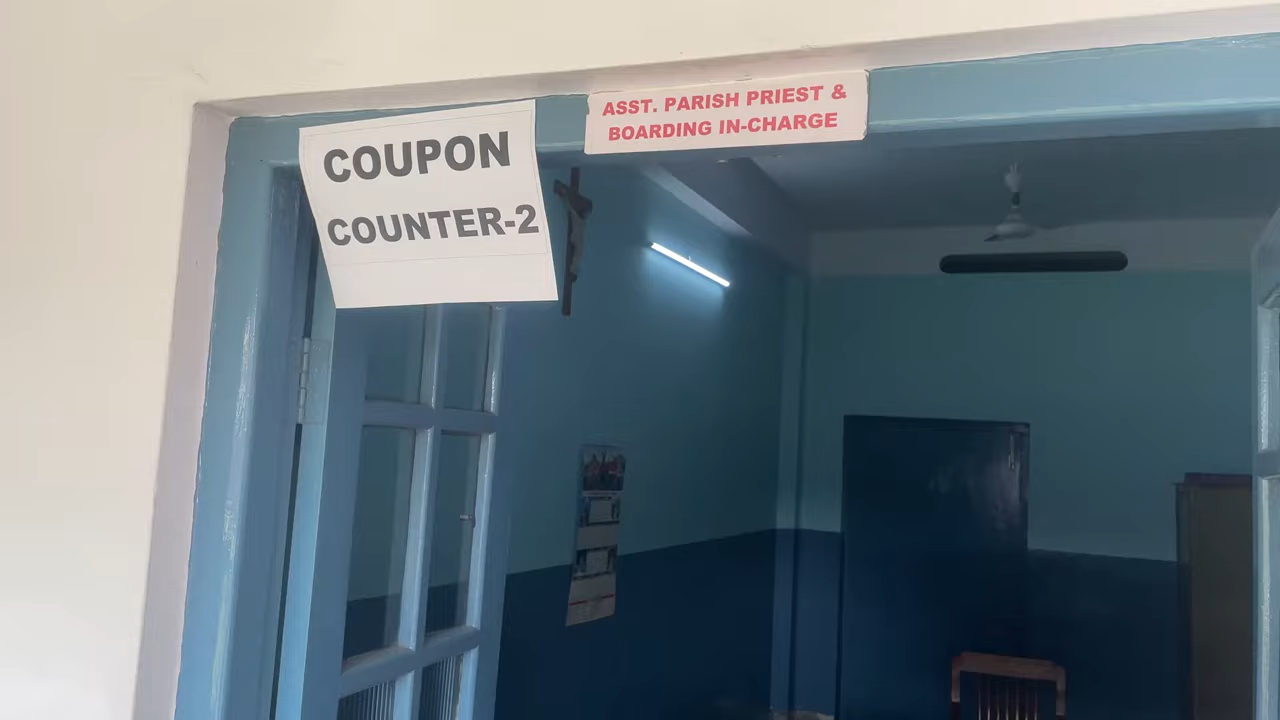 COUPON
COUNTER-2
ASST. PARISH PRIEST &
BOARDING IN-CHARGE